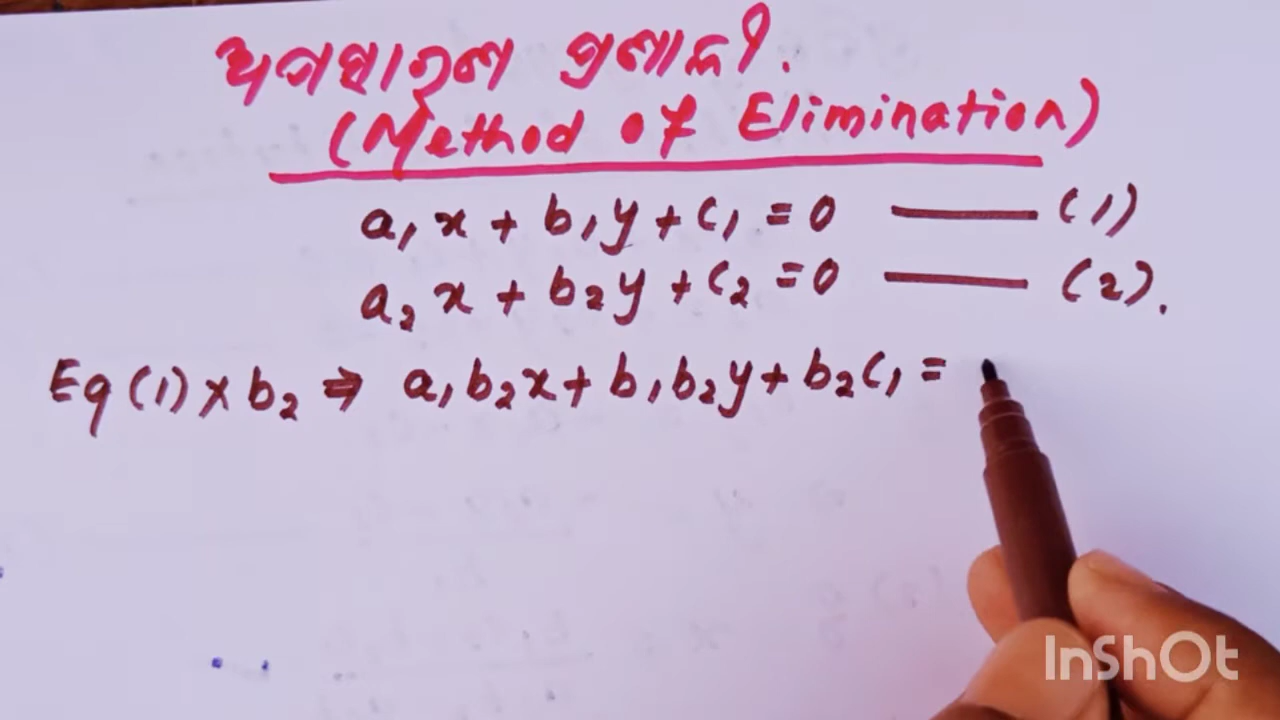 ଅପସାରଣ ପ୍ରଣାଳୀ.
(Method of Elimination)
a₁x + b₁y + c₁ = 0 —— (1)
a₂x + b₂y + c₂ = 0 —— (2).
Eq (1) × b₂ ⇒ a₁b₂x + b₁b₂y + b₂c₁ =
InShOt